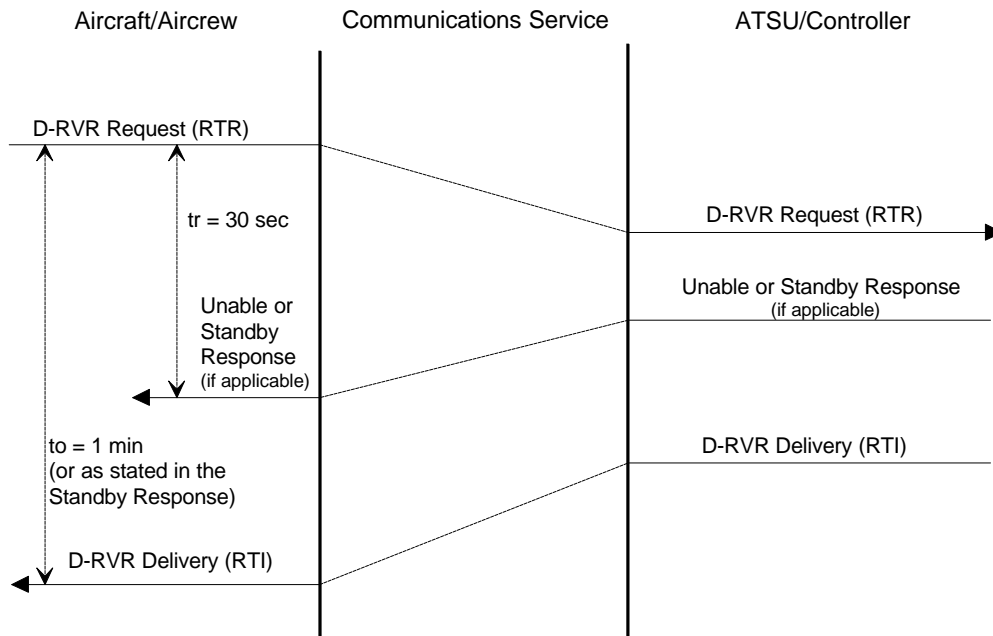 Aircraft/Aircrew
Communications Service
ATSU/Controller
D-RVR Request (RTR)
tr = 30 sec
D-RVR Request (RTR)
Unable or
Standby
Response
(if applicable)
Unable or Standby Response
(if applicable)
to = 1 min
(or as stated in the
Standby Response)
D-RVR Delivery (RTI)
D-RVR Delivery (RTI)